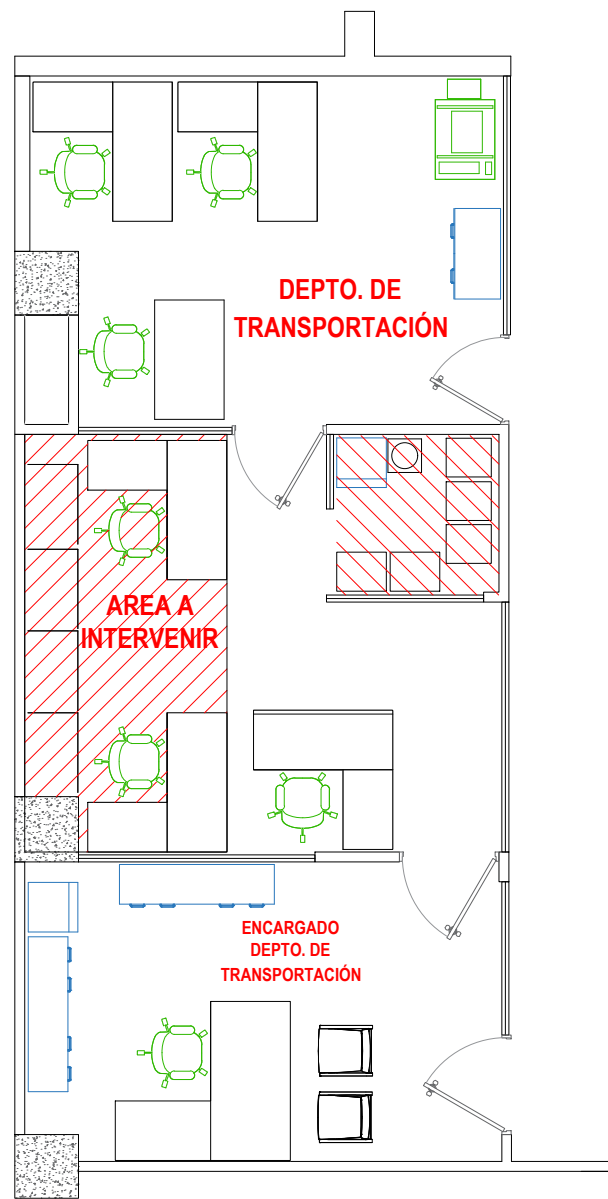 DEPTO. DE
TRANSPORTACIÓN
AREA A
INTERVENIR
ENCARGADO
DEPTO. DE
TRANSPORTACIÓN